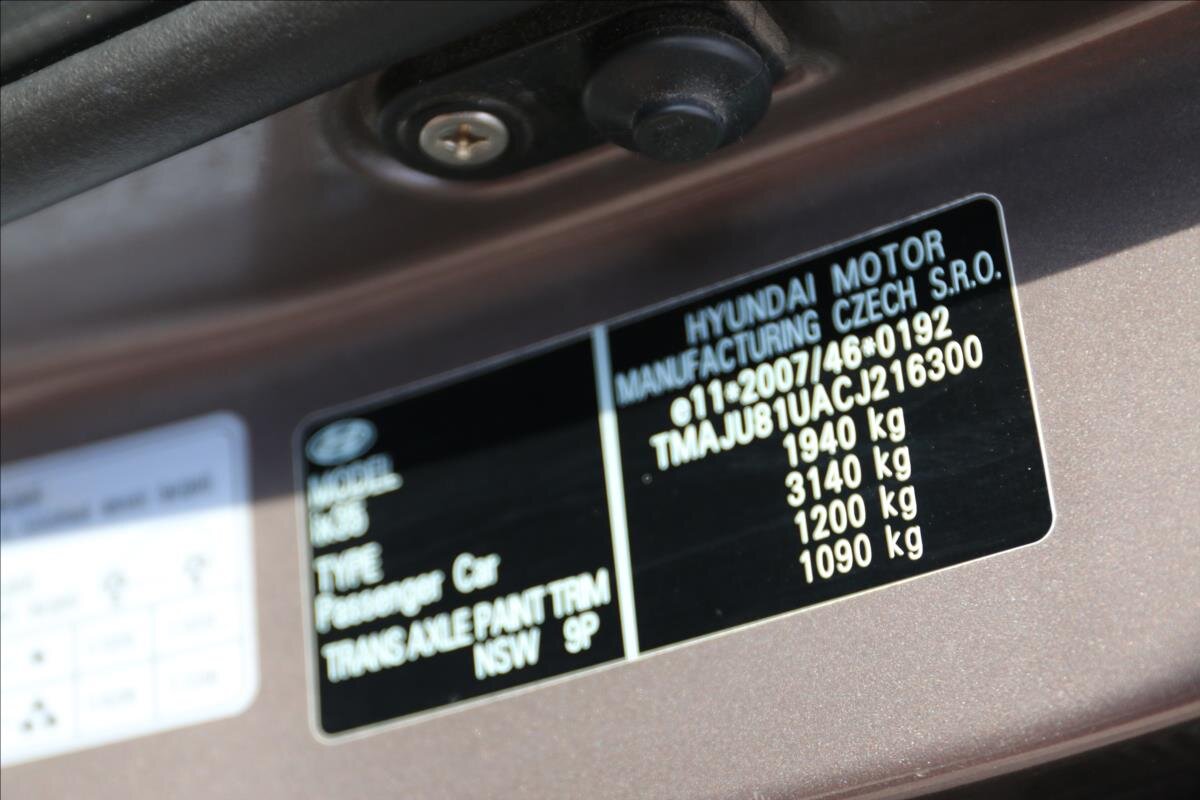 MODEL
ix35
TYPE
Passenger Car
TRANS AXLE PAINT TRIM
NSW 9P
HYUNDAI MOTOR
MANUFACTURING CZECH S.R.O.
e11*2007/46*0192
TMAJU81UACJ216300
1940 kg
3140 kg
1200 kg
1090 kg